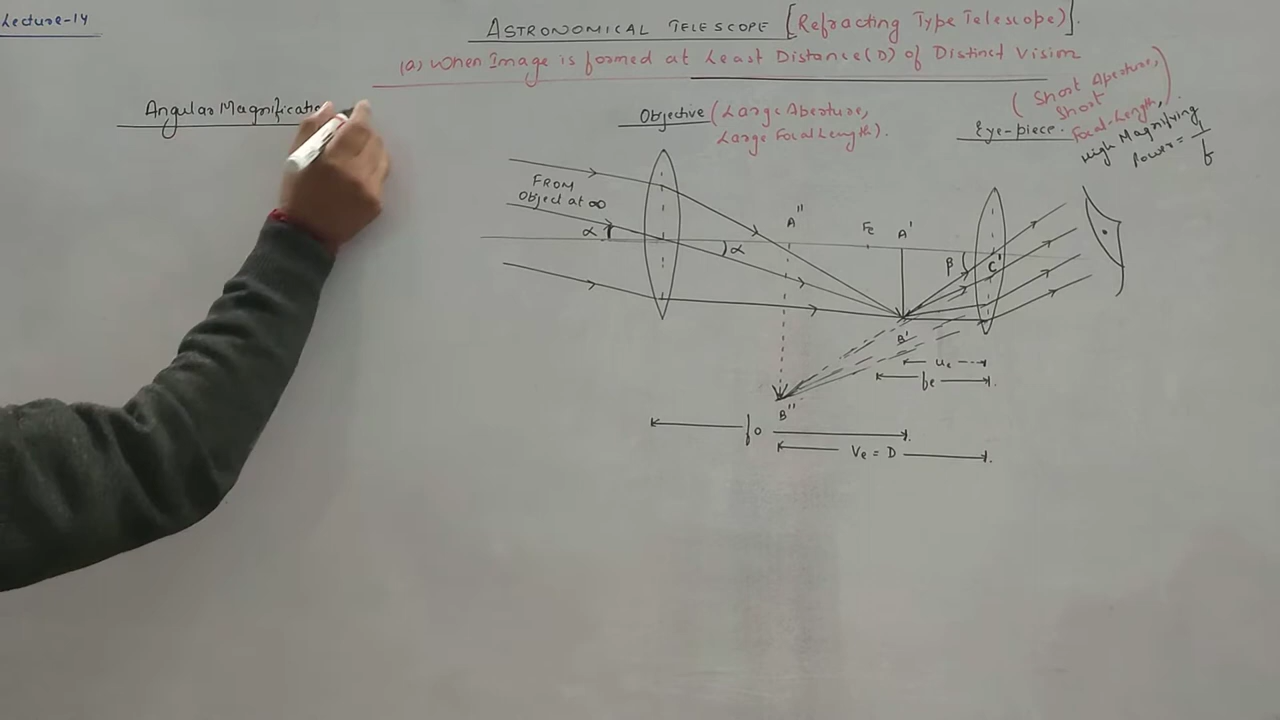 Lecture-14
ASTRONOMICAL TELESCOPE [Refracting Type Telescope].
(a) When Image is formed at Least Distance(D) of Distinct Vision
Angular Magnificatio
Objective (Large Aperture,
Large Focal Length).
(Short Aperture,
Short
Focal-Length,).
Eye-piece.
High Magnifying
Power = 1/f
FROM
Object at ∞
α
α
A''
FE
A'
β
C'
B'
ue
fe
B''
fo
Ve = D